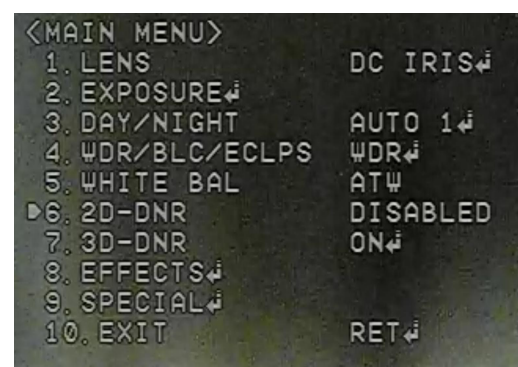 <MAIN MENU>
1. LENS DC IRIS↵
2. EXPOSURE↵
3. DAY/NIGHT AUTO 1↵
4. WDR/BLC/ECLPS WDR↵
5. WHITE BAL ATW
6. 2D-DNR DISABLED
7. 3D-DNR ON↵
8. EFFECTS↵
9. SPECIAL↵
10. EXIT RET↵